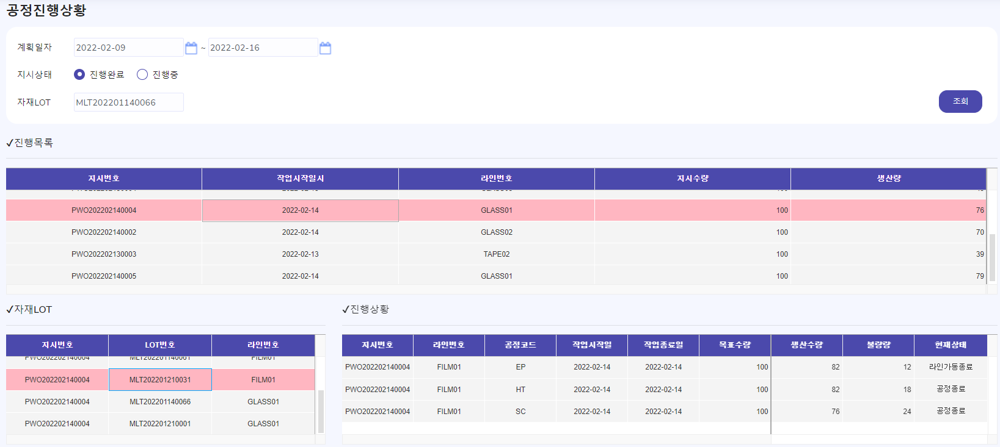 공정진행상황
계획일자 2022-02-09 ~ 2022-02-16
지시상태 진행완료 진행중
자재LOT MLT202201140066 조회
✓진행목록
지시번호 작업시작일시 라인번호 지시수량 생산량
PWO202202140004 2022-02-14 GLASS01 100 76
PWO202202140002 2022-02-14 GLASS02 100 70
PWO202202130003 2022-02-13 TAPE02 100 39
PWO202202140005 2022-02-14 GLASS01 100 79
✓자재LOT
지시번호 LOT번호 라인번호
PWO202202140004 MLT202201140061 FILM01
PWO202202140004 MLT202201210031 FILM01
PWO202202140004 MLT202201140066 GLASS01
PWO202202140004 MLT202201210001 GLASS01
✓진행상황
지시번호 라인번호 공정코드 작업시작일 작업종료일 목표수량 생산수량 불량량 현재상태
PWO202202140004 FILM01 EP 2022-02-14 2022-02-14 100 82 12 라인가동종료
PWO202202140004 FILM01 HT 2022-02-14 2022-02-14 100 82 18 공정종료
PWO202202140004 FILM01 SC 2022-02-14 2022-02-14 100 76 24 공정종료